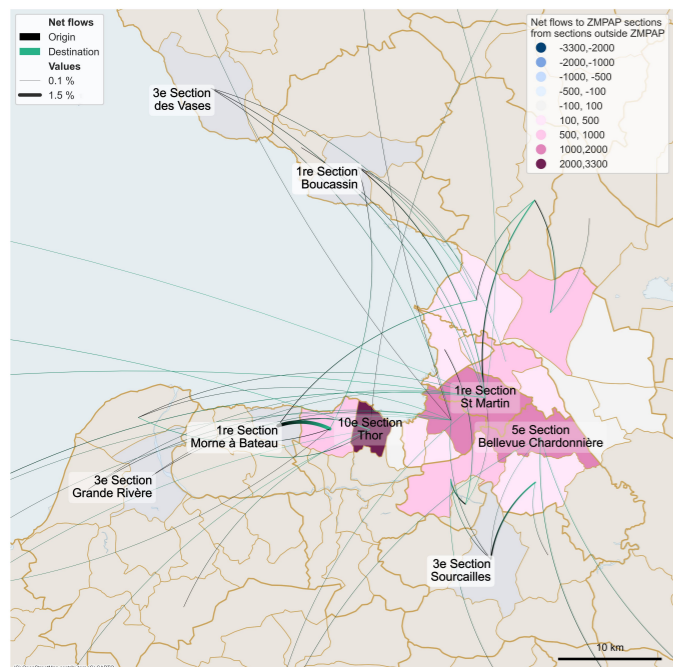 Net flows
Origin
Destination
Values
0.1 %
1.5 %
Net flows to ZMPAP sections
from sections outside ZMPAP
-3300,-2000
-2000,-1000
-1000, -500
-500, -100
-100, 100
100, 500
500, 1000
1000,2000
2000,3300
3e Section
des Vases
1re Section
Boucassin
1re Section
St Martin
10e Section
Thor
5e Section
Bellevue Chardonnière
1re Section
Morne à Bateau
3e Section
Grande Rivère
3e Section
Sourcailles
10 km